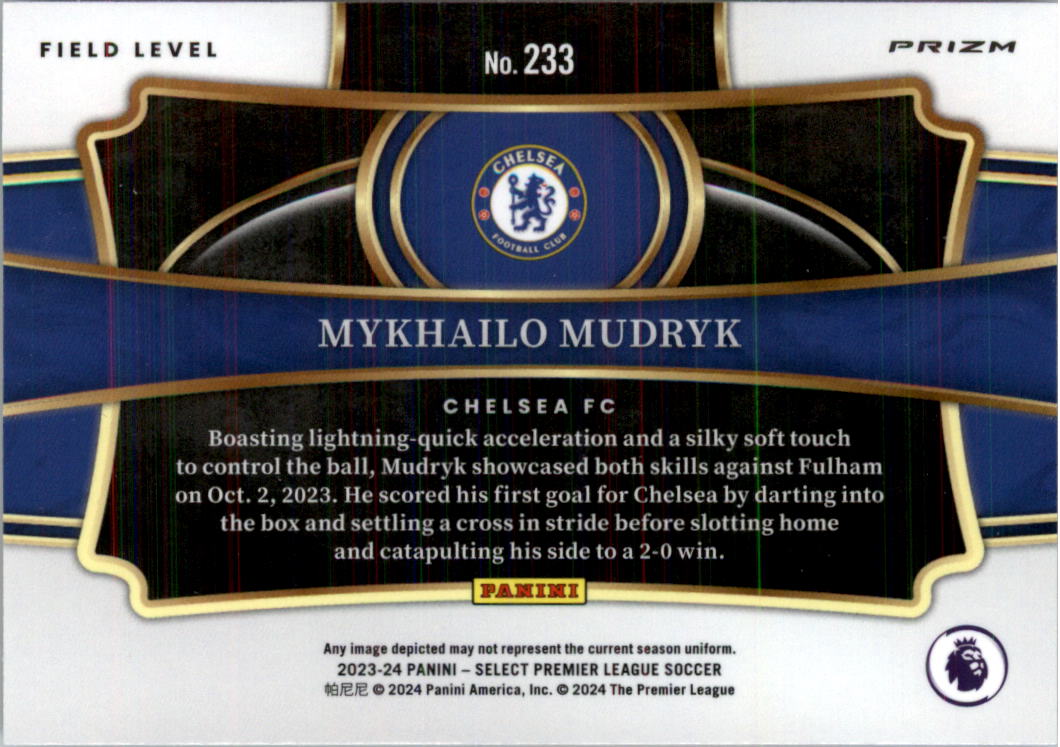 FIELD LEVEL
No. 233
PRIZM
CHELSEA
FOOTBALL CLUB
MYKHAILO MUDRYK
CHELSEA FC
Boasting lightning-quick acceleration and a silky soft touch
to control the ball, Mudryk showcased both skills against Fulham
on Oct. 2, 2023. He scored his first goal for Chelsea by darting into
the box and settling a cross in stride before slotting home
and catapulting his side to a 2-0 win.
PANINI
Any image depicted may not represent the current season uniform.
2023-24 PANINI – SELECT PREMIER LEAGUE SOCCER
帕尼尼 © 2024 Panini America, Inc. © 2024 The Premier League